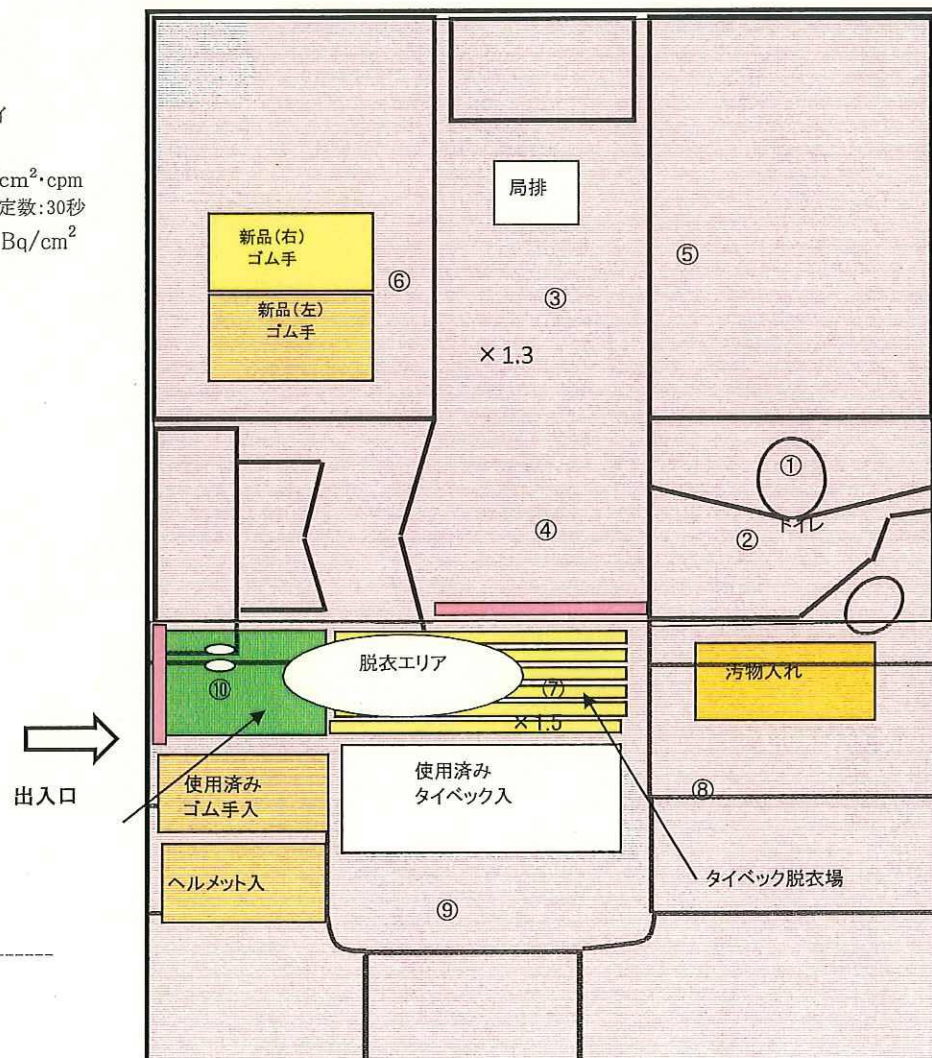 ィ
cm²・cpm
定数:30秒
Bq/cm²
局排
新品(右)
ゴム手
新品(左)
ゴム手
⑥
③
⑤
×1.3
①
トイレ
②
④
脱衣エリア
⑩
(7)
×1.5
汚物入れ
出入口
使用済み
ゴム手入
使用済み
タイベック入
⑧
ヘルメット入
タイベック脱衣場
⑨